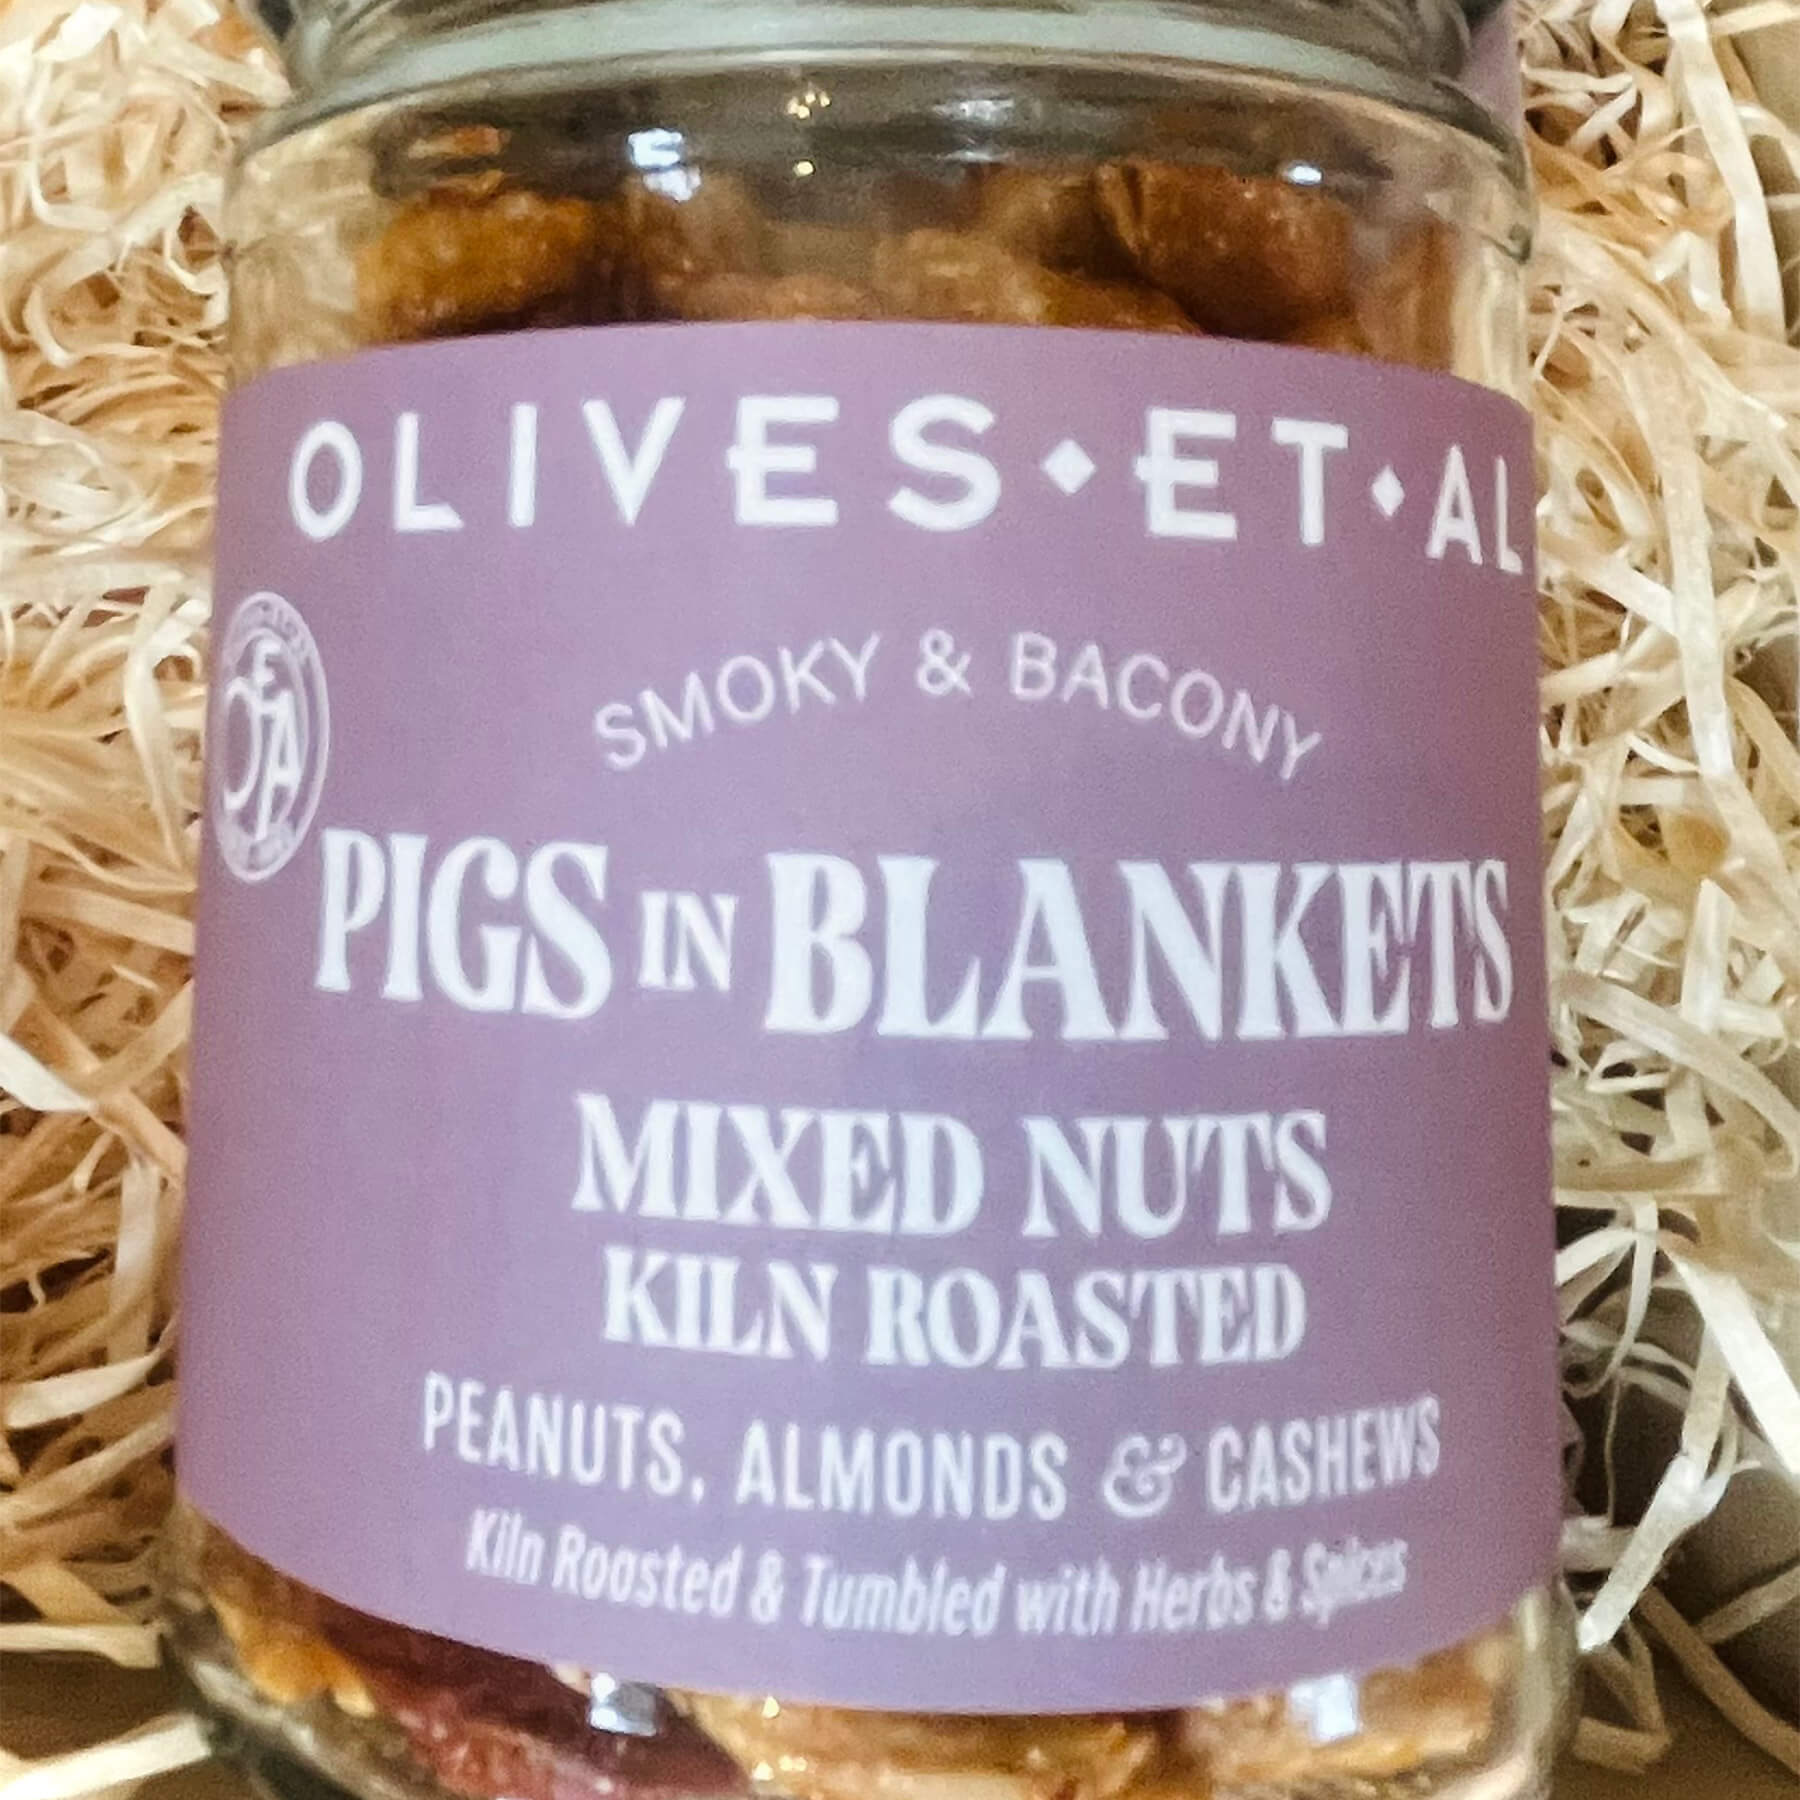 OLIVES·ET·AL
SMOKY & BACONY
OEA
PIGS IN BLANKETS
MIXED NUTS
KILN ROASTED
PEANUTS, ALMONDS & CASHEWS
Kiln Roasted & Tumbled with Herbs & Spices